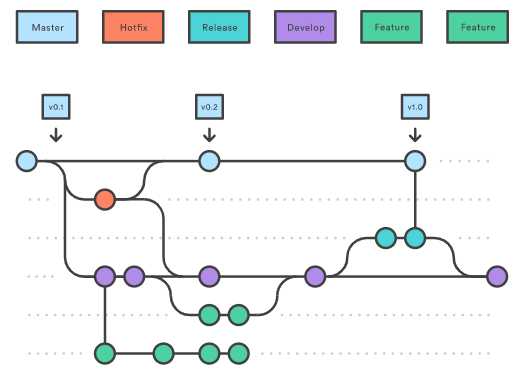 Master
Hotfix
Release
Develop
Feature
Feature
v0.1
v0.2
v1.0